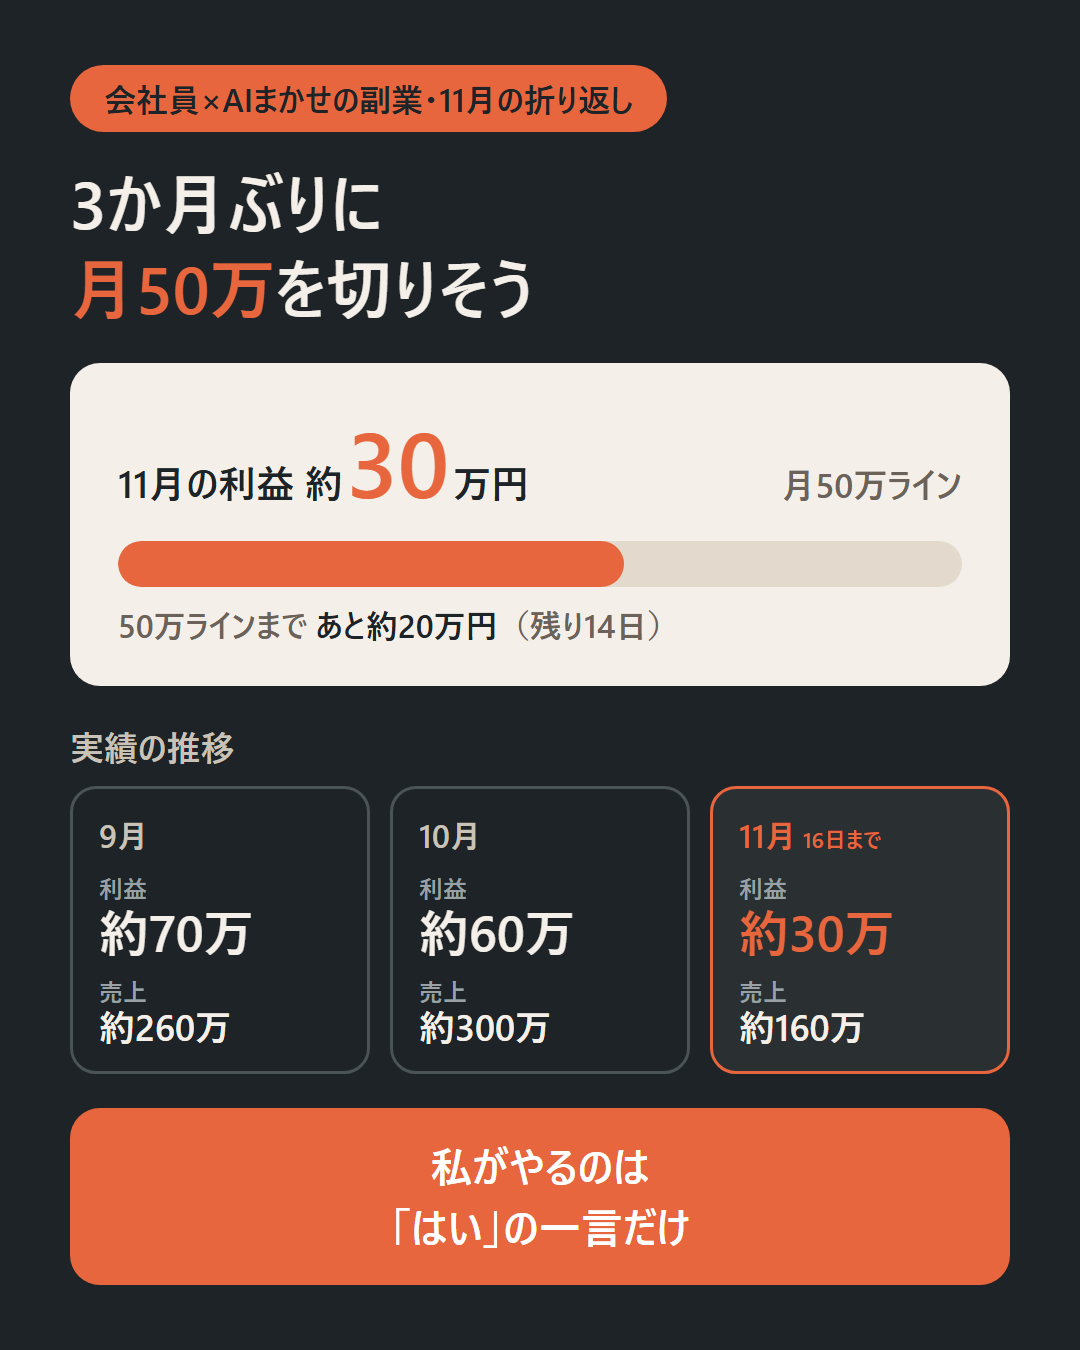 会社員×AIまかせの副業・11月の折り返し
3か月ぶりに
月50万を切りそう
11月の利益 約30万円
月50万ライン
50万ラインまで あと約20万円（残り14日）
実績の推移
9月
利益
約70万
売上
約260万
10月
利益
約60万
売上
約300万
11月 16日まで
利益
約30万
売上
約160万
私がやるのは
「はい」の一言だけ